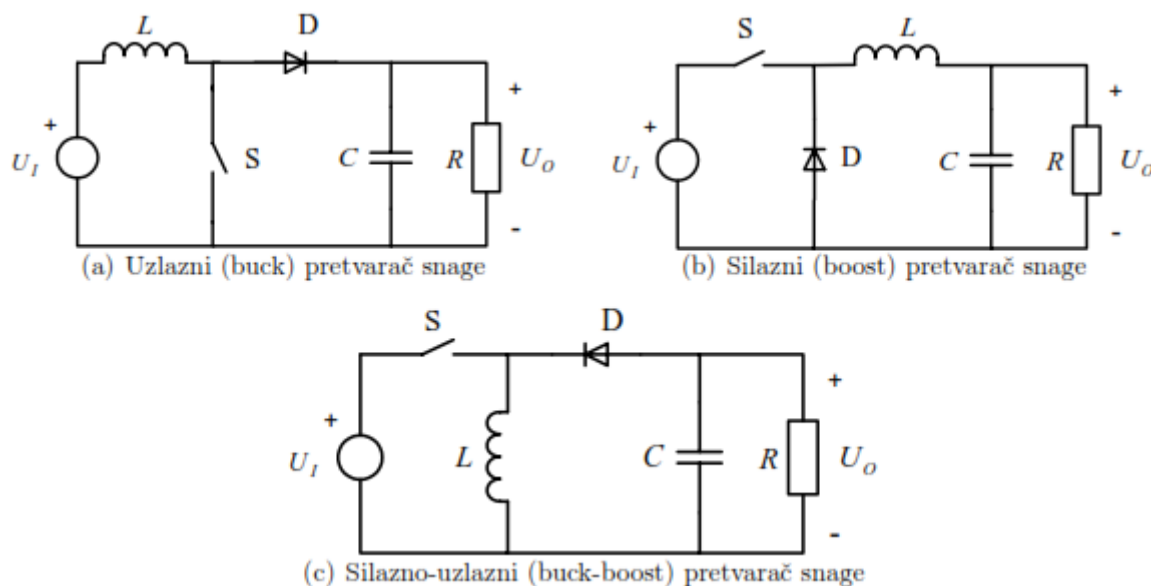 L
D
+
U_I
S
C
R
+
U_O
-
(a) Uzlazni (buck) pretvarač snage
S
L
+
U_I
D
C
R
+
U_O
-
(b) Silazni (boost) pretvarač snage
S
D
+
U_I
L
C
R
+
U_O
-
(c) Silazno-uzlazni (buck-boost) pretvarač snage